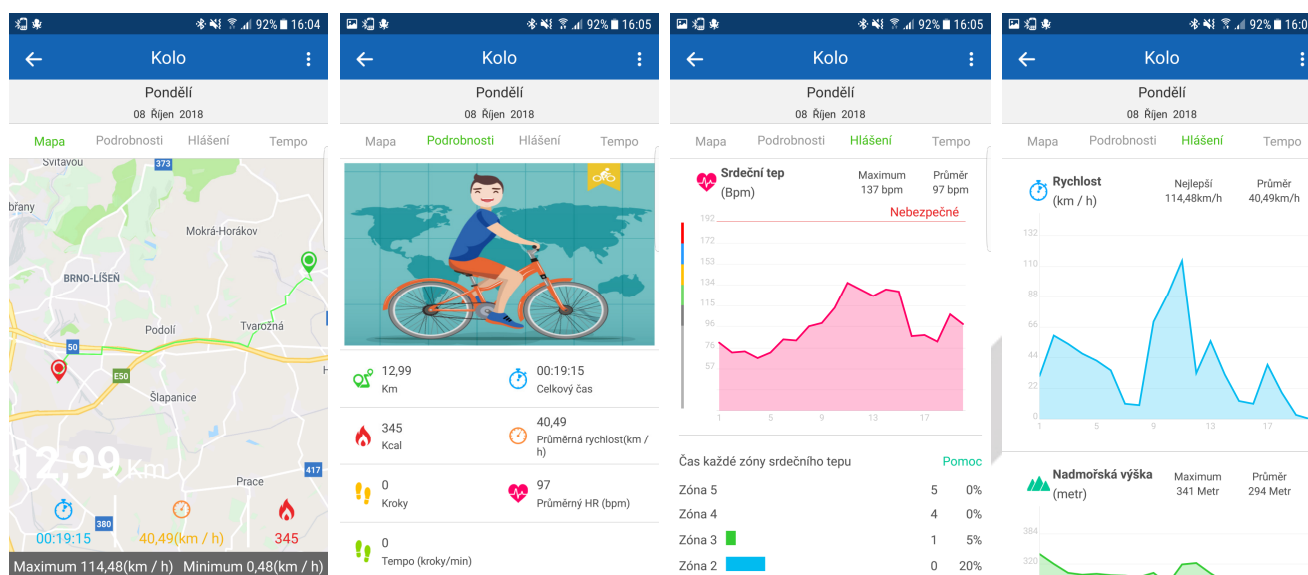 92% 16:04
Kolo
Pondělí
08 Říjen 2018
Mapa Podrobnosti Hlášení Tempo
Svitavou
373
břany
Mokrá-Horákov
BRNO-LÍŠEŇ
Podolí
Tvarožná
50
E50
Šlapanice
H
12,99 Km
Prace
417
380
00:19:15 40,49(km / h) 345
Maximum 114,48(km / h) Minimum 0,48(km / h)
92% 16:05
Kolo
Pondělí
08 Říjen 2018
Mapa Podrobnosti Hlášení Tempo
12,99
Km
00:19:15
Celkový čas
345
Kcal
40,49
Průměrná rychlost(km /
h)
0
Kroky
97
Průměrný HR (bpm)
0
Tempo (kroky/min)
92% 16:05
Kolo
Pondělí
08 Říjen 2018
Mapa Podrobnosti Hlášení Tempo
Srdeční tep
(Bpm)
Maximum
137 bpm
Průměr
97 bpm
Nebezpečné
192
172
153
134
115
96
76
57
1 5 9 13 17
Čas každé zóny srdečního tepu Pomoc
Zóna 5 5 0%
Zóna 4 4 0%
Zóna 3 1 5%
Zóna 2 0 20%
92% 16:0
Kolo
Pondělí
08 Říjen 2018
Mapa Podrobnosti Hlášení Tempo
Rychlost
(km / h)
Nejlepší
114,48km/h
Průměr
40,49km/h
132
110
88
66
44
22
0
1 5 9 13 17
Nadmořská výška
(metr)
Maximum
341 Metr
Průměr
294 Metr
384
320